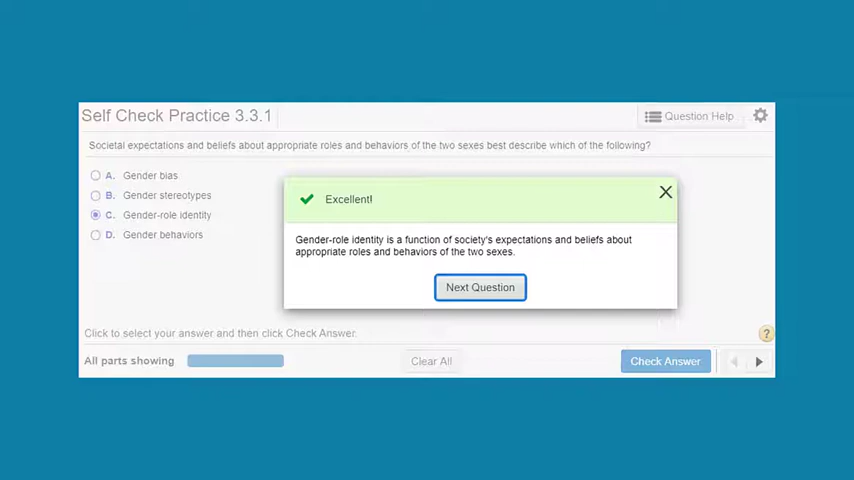 Self Check Practice 3.3.1
Question Help
Societal expectations and beliefs about appropriate roles and behaviors of the two sexes best describe which of the following?
A. Gender bias
B. Gender stereotypes
C. Gender-role identity
D. Gender behaviors
Excellent!
Gender-role identity is a function of society's expectations and beliefs about
appropriate roles and behaviors of the two sexes.
Next Question
Click to select your answer and then click Check Answer.
?
All parts showing
Clear All
Check Answer